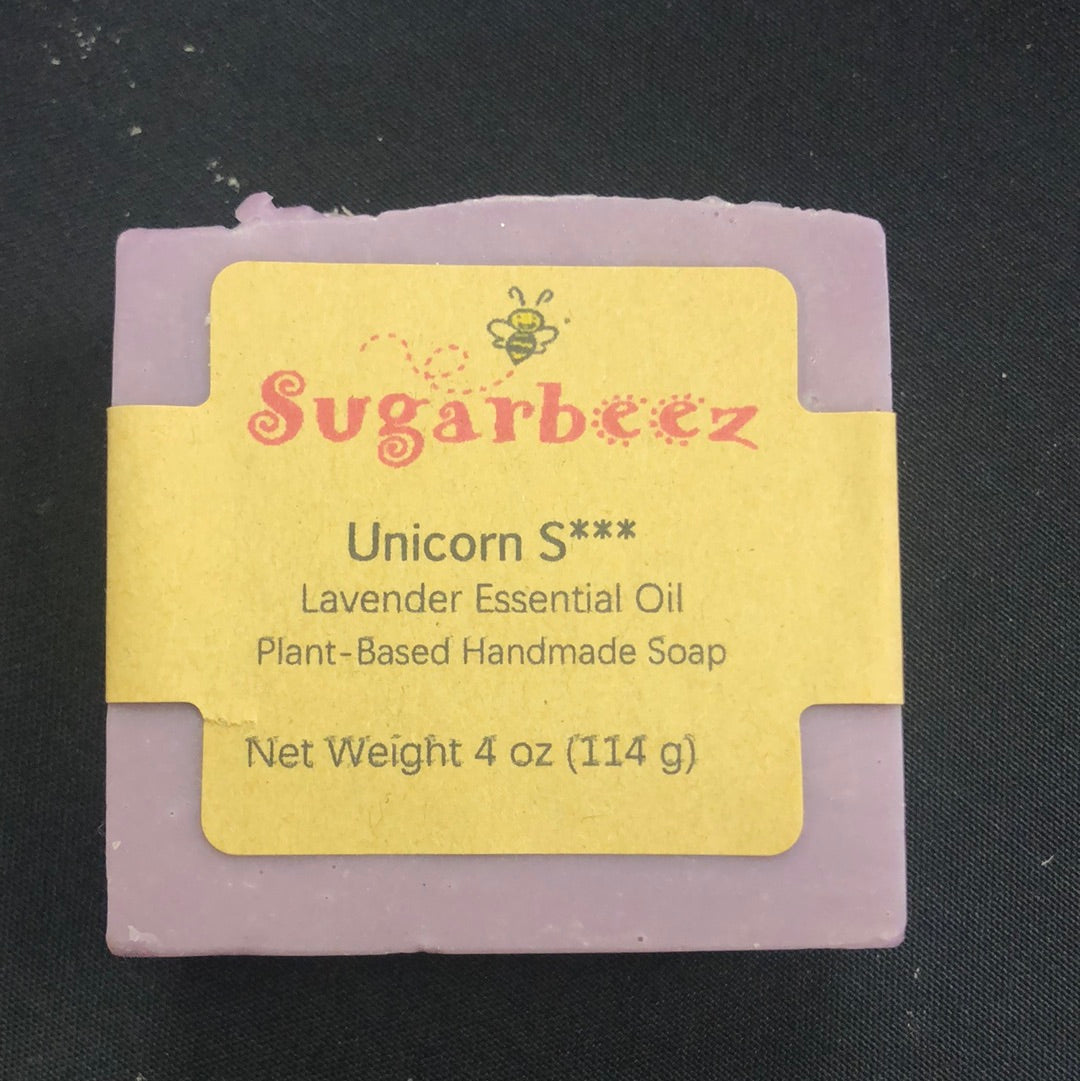 Sugarbeez
Unicorn S***
Lavender Essential Oil
Plant-Based Handmade Soap
Net Weight 4 oz (114 g)